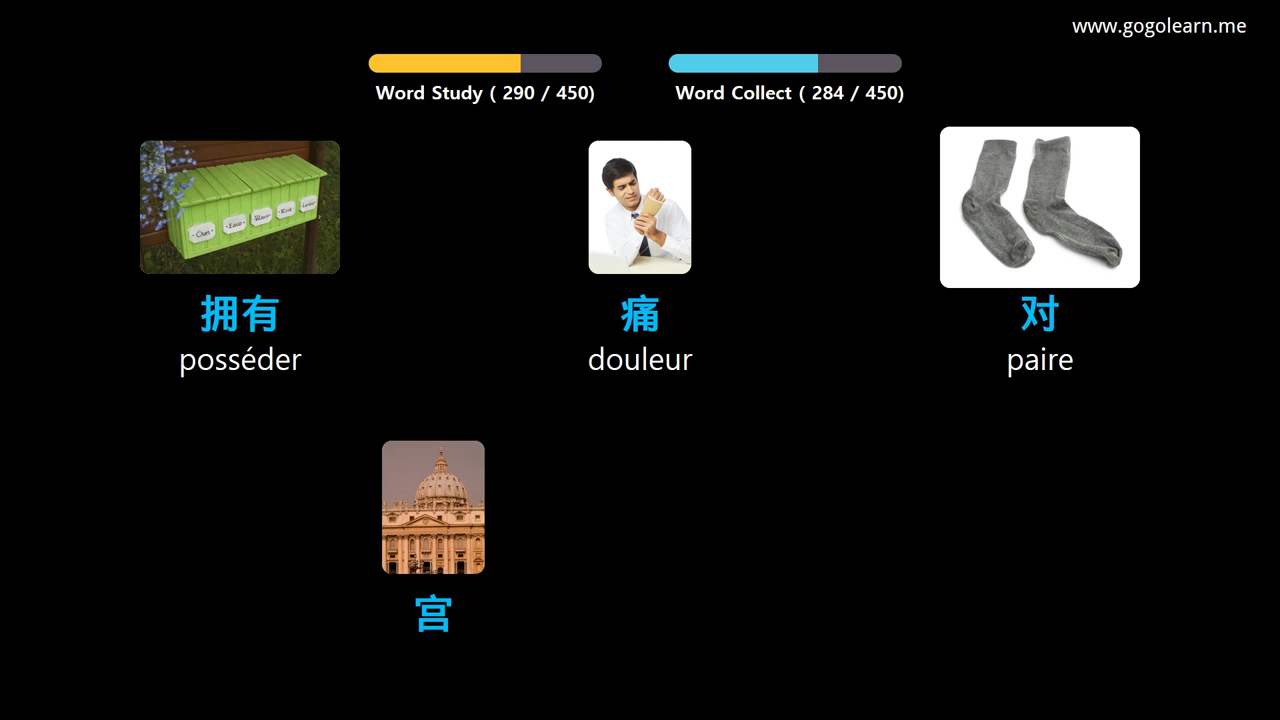 www.gogolearn.me
Word Study ( 290 / 450)
Word Collect ( 284 / 450)
拥有
posséder
痛
douleur
对
paire
宫